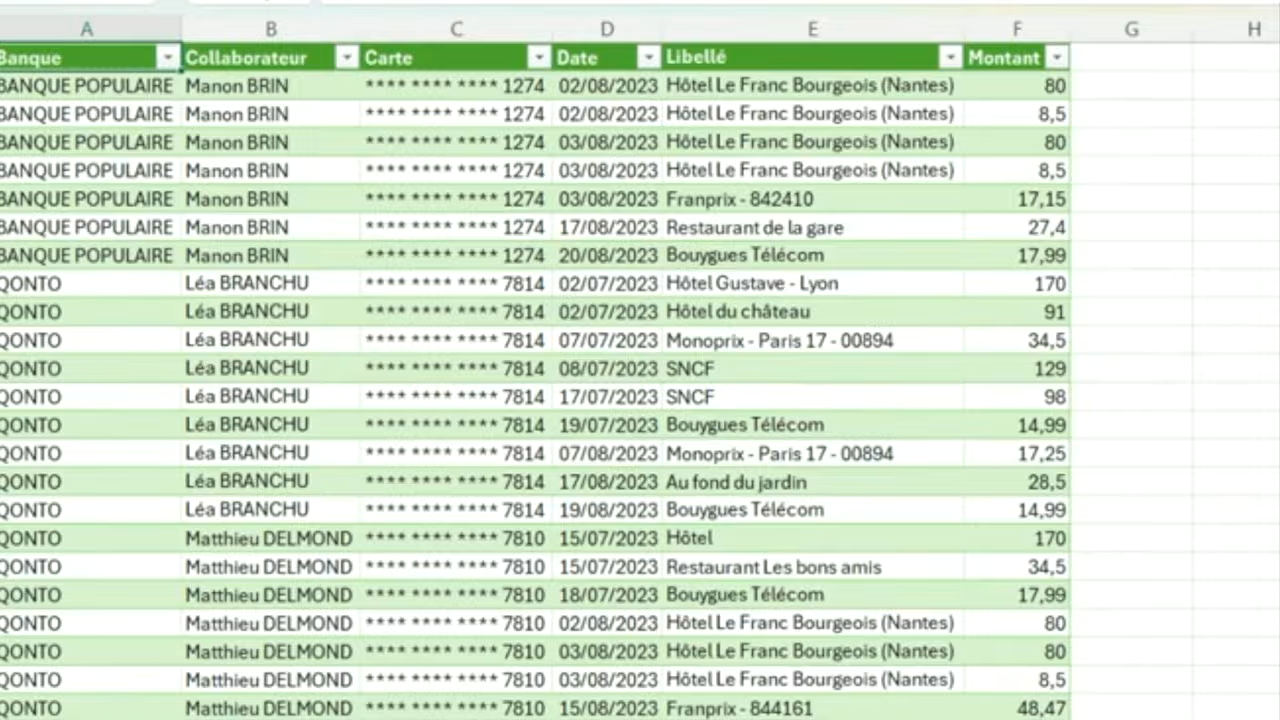 A B C D E F G H
Banque Collaborateur Carte Date Libellé Montant
BANQUE POPULAIRE Manon BRIN **** **** **** 1274 02/08/2023 Hôtel Le Franc Bourgeois (Nantes) 80
BANQUE POPULAIRE Manon BRIN **** **** **** 1274 02/08/2023 Hôtel Le Franc Bourgeois (Nantes) 8,5
BANQUE POPULAIRE Manon BRIN **** **** **** 1274 03/08/2023 Hôtel Le Franc Bourgeois (Nantes) 80
BANQUE POPULAIRE Manon BRIN **** **** **** 1274 03/08/2023 Hôtel Le Franc Bourgeois (Nantes) 8,5
BANQUE POPULAIRE Manon BRIN **** **** **** 1274 03/08/2023 Franprix - 842410 17,15
BANQUE POPULAIRE Manon BRIN **** **** **** 1274 17/08/2023 Restaurant de la gare 27,4
BANQUE POPULAIRE Manon BRIN **** **** **** 1274 20/08/2023 Bouygues Télécom 17,99
QONTO Léa BRANCHU **** **** **** 7814 02/07/2023 Hôtel Gustave - Lyon 170
QONTO Léa BRANCHU **** **** **** 7814 02/07/2023 Hôtel du château 91
QONTO Léa BRANCHU **** **** **** 7814 07/07/2023 Monoprix - Paris 17 - 00894 34,5
QONTO Léa BRANCHU **** **** **** 7814 08/07/2023 SNCF 129
QONTO Léa BRANCHU **** **** **** 7814 17/07/2023 SNCF 98
QONTO Léa BRANCHU **** **** **** 7814 19/07/2023 Bouygues Télécom 14,99
QONTO Léa BRANCHU **** **** **** 7814 07/08/2023 Monoprix - Paris 17 - 00894 17,25
QONTO Léa BRANCHU **** **** **** 7814 17/08/2023 Au fond du jardin 28,5
QONTO Léa BRANCHU **** **** **** 7814 19/08/2023 Bouygues Télécom 14,99
QONTO Matthieu DELMOND **** **** **** 7810 15/07/2023 Hôtel 170
QONTO Matthieu DELMOND **** **** **** 7810 15/07/2023 Restaurant Les bons amis 34,5
QONTO Matthieu DELMOND **** **** **** 7810 18/07/2023 Bouygues Télécom 17,99
QONTO Matthieu DELMOND **** **** **** 7810 02/08/2023 Hôtel Le Franc Bourgeois (Nantes) 80
QONTO Matthieu DELMOND **** **** **** 7810 03/08/2023 Hôtel Le Franc Bourgeois (Nantes) 80
QONTO Matthieu DELMOND **** **** **** 7810 03/08/2023 Hôtel Le Franc Bourgeois (Nantes) 8,5
QONTO Matthieu DELMOND **** **** **** 7810 15/08/2023 Franprix - 844161 48,47